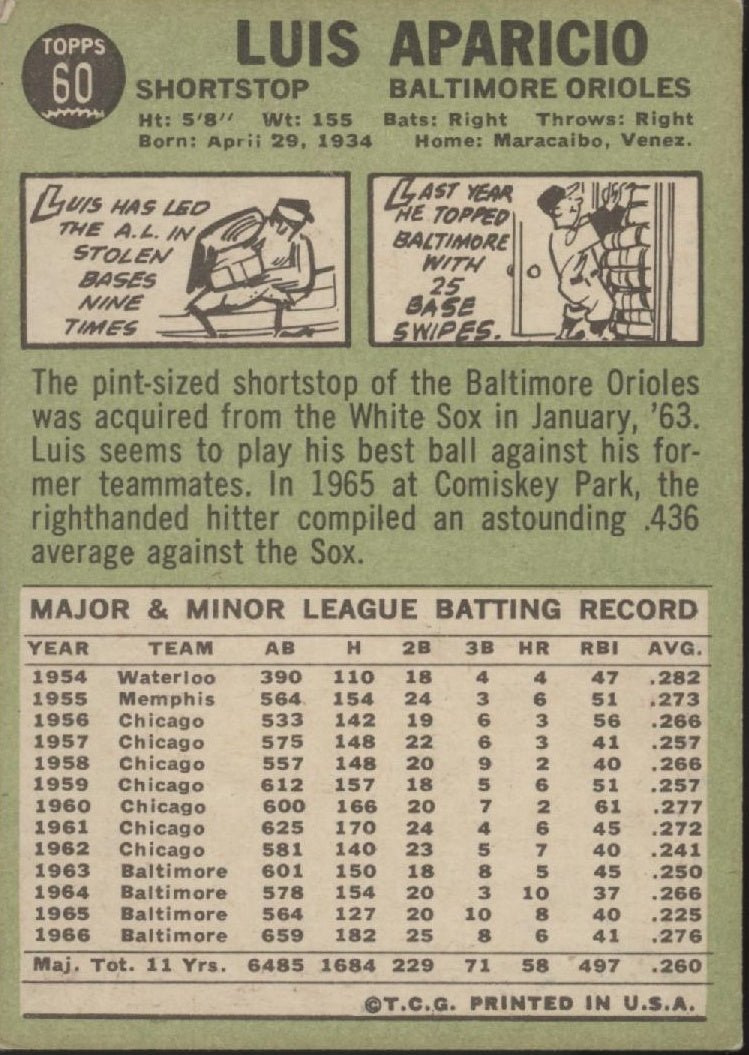 TOPPS
60
LUIS APARICIO
SHORTSTOP BALTIMORE ORIOLES
Ht: 5'8" Wt: 155 Bats: Right Throws: Right
Born: April 29, 1934 Home: Maracaibo, Venez.
LUIS HAS LED
THE A.L. IN
STOLEN
BASES
NINE
TIMES
LAST YEAR
HE TOPPED
BALTIMORE
WITH
25
BASE
SWIPES.
The pint-sized shortstop of the Baltimore Orioles
was acquired from the White Sox in January, '63.
Luis seems to play his best ball against his for-
mer teammates. In 1965 at Comiskey Park, the
righthanded hitter compiled an astounding .436
average against the Sox.
MAJOR & MINOR LEAGUE BATTING RECORD
YEAR TEAM AB H 2B 3B HR RBI AVG.
1954 Waterloo 390 110 18 4 4 47 .282
1955 Memphis 564 154 24 3 6 51 .273
1956 Chicago 533 142 19 6 3 56 .266
1957 Chicago 575 148 22 6 3 41 .257
1958 Chicago 557 148 20 9 2 40 .266
1959 Chicago 612 157 18 5 6 51 .257
1960 Chicago 600 166 20 7 2 61 .277
1961 Chicago 625 170 24 4 6 45 .272
1962 Chicago 581 140 23 5 7 40 .241
1963 Baltimore 601 150 18 8 5 45 .250
1964 Baltimore 578 154 20 3 10 37 .266
1965 Baltimore 564 127 20 10 8 40 .225
1966 Baltimore 659 182 25 8 6 41 .276
Maj. Tot. 11 Yrs. 6485 1684 229 71 58 497 .260
©T.C.G. PRINTED IN U.S.A.